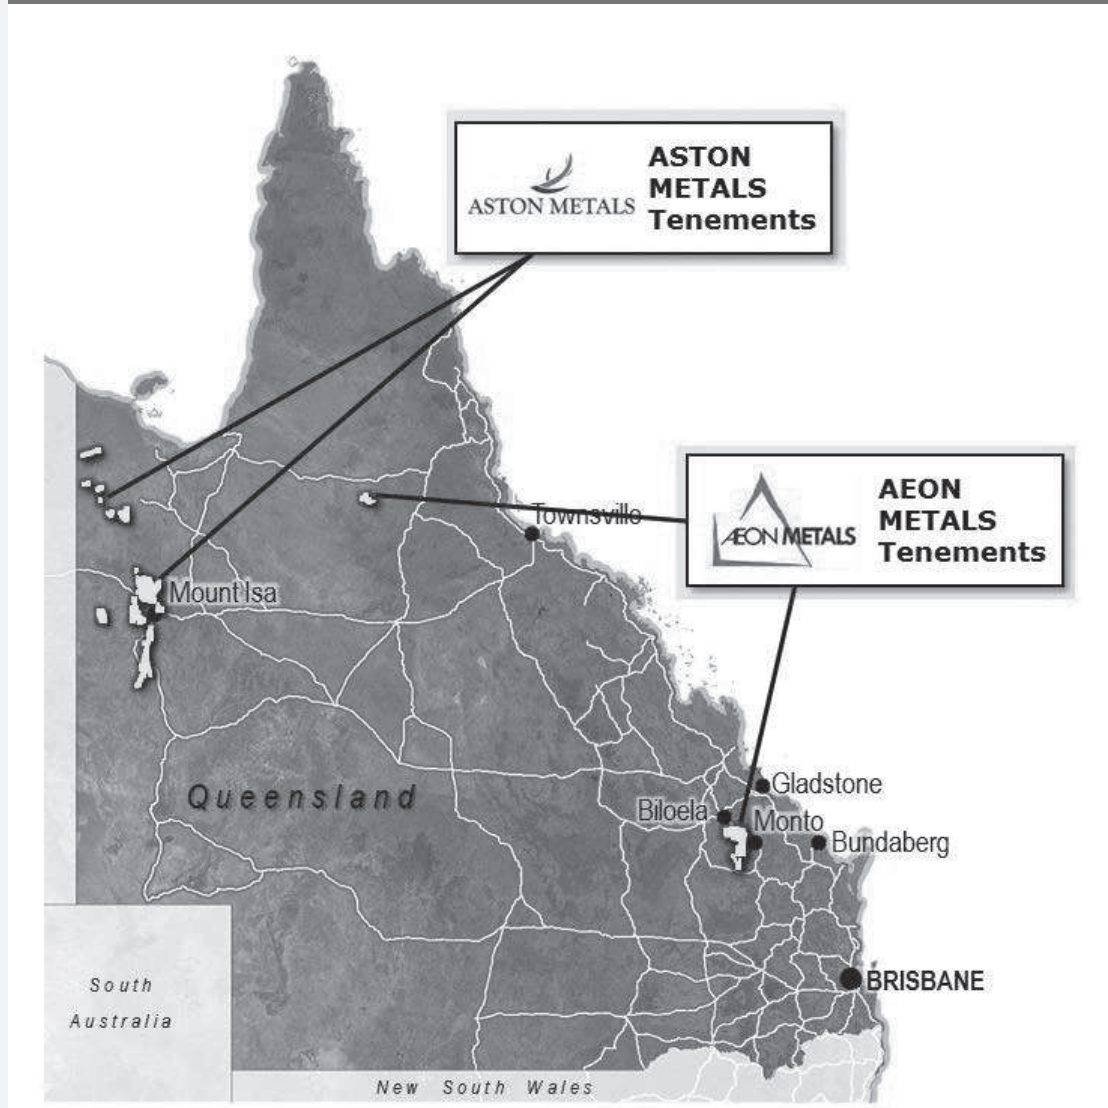 ASTON METALS
ASTON
METALS
Tenements
AEON METALS
AEON
METALS
Tenements
Townsville
Mount Isa
Queensland
Gladstone
Biloela
Monto
Bundaberg
BRISBANE
South
Australia
New South Wales